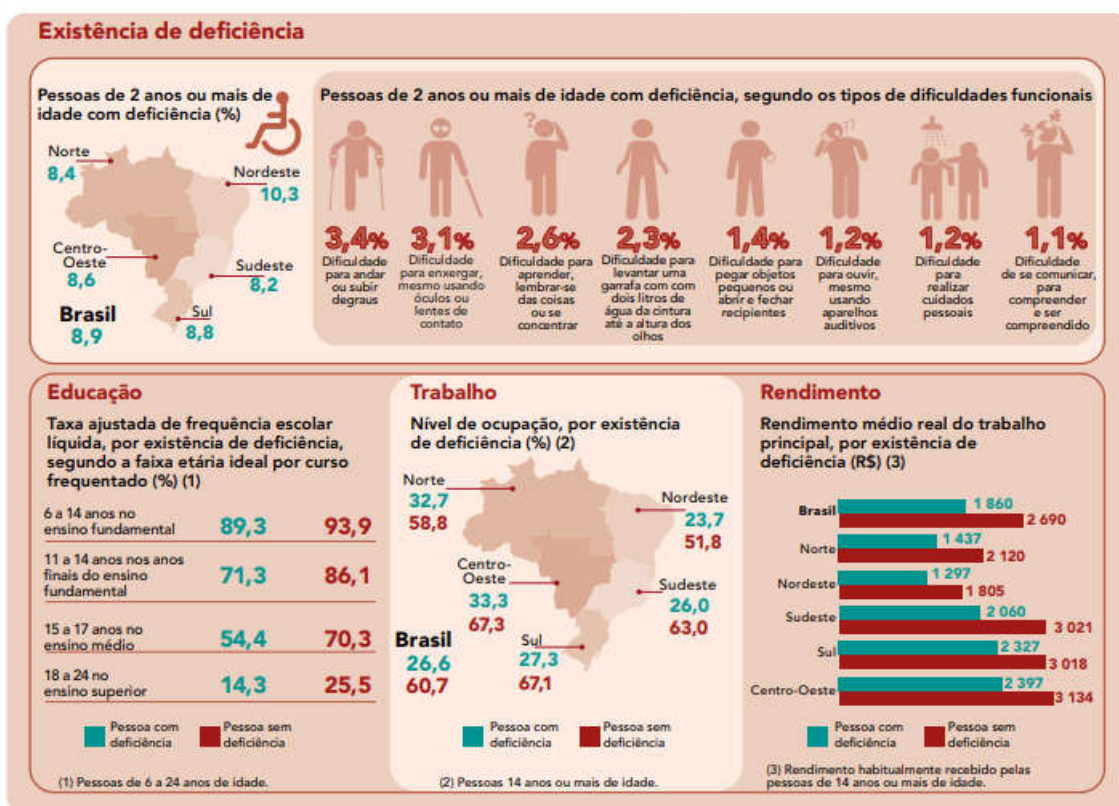 Existência de deficiência
Pessoas de 2 anos ou mais de
idade com deficiência (%)
Norte
8,4
Nordeste
10,3
Centro-
Oeste
8,6
Sudeste
8,2
Brasil
8,9
Sul
8,8
Pessoas de 2 anos ou mais de idade com deficiência, segundo os tipos de dificuldades funcionais
?
??
3,4%
Dificuldade
para andar
ou subir
degraus
3,1%
Dificuldade
para enxergar,
mesmo usando
óculos ou
lentes de
contato
2,6%
Dificuldade para
aprender,
lembrar-se
das coisas
ou se
concentrar
2,3%
Dificuldade para
levantar uma
garrafa com com
dois litros de
água da cintura
até a altura dos
olhos
1,4%
Dificuldade para
pegar objetos
pequenos ou
abrir e fechar
recipientes
1,2%
Dificuldade
para ouvir,
mesmo
usando
aparelhos
auditivos
1,2%
Dificuldade
para
realizar
cuidados
pessoais
1,1%
Dificuldade
de se comunicar,
para
compreender
e ser
compreendido
Educação
Taxa ajustada de frequência escolar
líquida, por existência de deficiência,
segundo a faixa etária ideal por curso
frequentado (%) (1)
6 a 14 anos no
ensino fundamental
89,3 93,9
11 a 14 anos nos anos
finais do ensino
fundamental
71,3 86,1
15 a 17 anos no
ensino médio
54,4 70,3
18 a 24 no
ensino superior
14,3 25,5
Pessoa com
deficiência
Pessoa sem
deficiência
(1) Pessoas de 6 a 24 anos de idade.
Trabalho
Nível de ocupação, por existência
de deficiência (%) (2)
Norte
32,7
58,8
Nordeste
23,7
51,8
Centro-
Oeste
33,3
67,3
Sudeste
26,0
63,0
Brasil
26,6
60,7
Sul
27,3
67,1
Pessoa com
deficiência
Pessoa sem
deficiência
(2) Pessoas 14 anos ou mais de idade.
Rendimento
Rendimento médio real do trabalho
principal, por existência de
deficiência (R$) (3)
Brasil
1 860
2 690
Norte
1 437
2 120
Nordeste
1 297
1 805
Sudeste
2 060
3 021
Sul
2 327
3 018
Centro-Oeste
2 397
3 134
Pessoa com
deficiência
Pessoa sem
deficiência
(3) Rendimento habitualmente recebido pelas
pessoas de 14 anos ou mais de idade.